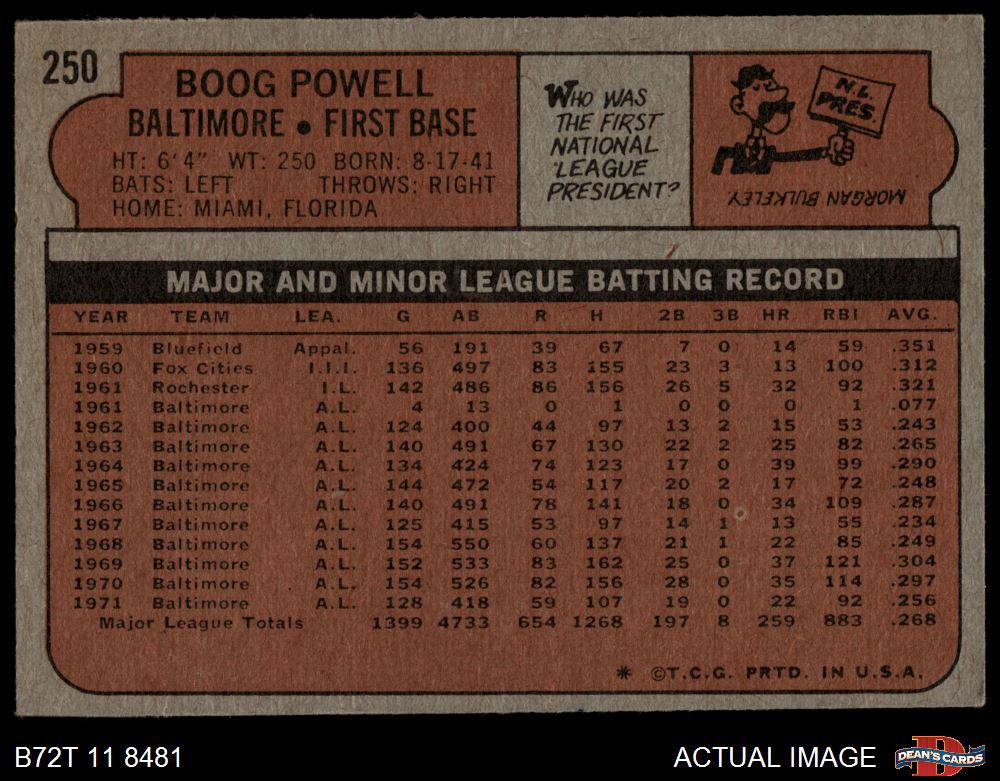 250
BOOG POWELL
BALTIMORE • FIRST BASE
HT: 6'4" WT: 250 BORN: 8-17-41
BATS: LEFT THROWS: RIGHT
HOME: MIAMI, FLORIDA
WHO WAS
THE FIRST
NATIONAL
LEAGUE
PRESIDENT?
N.L.
PRES.
MORGAN BULKELEY
MAJOR AND MINOR LEAGUE BATTING RECORD
YEAR TEAM LEA. G AB R H 2B 3B HR RBI AVG.
1959 Bluefield Appal. 56 191 39 67 7 0 14 59 .351
1960 Fox Cities I.I.I. 136 497 83 155 23 3 13 100 .312
1961 Rochester I.L. 142 486 86 156 26 5 32 92 .321
1961 Baltimore A.L. 4 13 0 1 0 0 0 1 .077
1962 Baltimore A.L. 124 400 44 97 13 2 15 53 .243
1963 Baltimore A.L. 140 491 67 130 22 2 25 82 .265
1964 Baltimore A.L. 134 424 74 123 17 0 39 99 .290
1965 Baltimore A.L. 144 472 54 117 20 2 17 72 .248
1966 Baltimore A.L. 140 491 78 141 18 0 34 109 .287
1967 Baltimore A.L. 125 415 53 97 14 1 13 55 .234
1968 Baltimore A.L. 154 550 60 137 21 1 22 85 .249
1969 Baltimore A.L. 152 533 83 162 25 0 37 121 .304
1970 Baltimore A.L. 154 526 82 156 28 0 35 114 .297
1971 Baltimore A.L. 128 418 59 107 19 0 22 92 .256
Major League Totals 1399 4733 654 1268 197 8 259 883 .268
* ©T.C.G. PRTD. IN U.S.A.
B72T 11 8481
ACTUAL IMAGE
DEAN'S CARDS